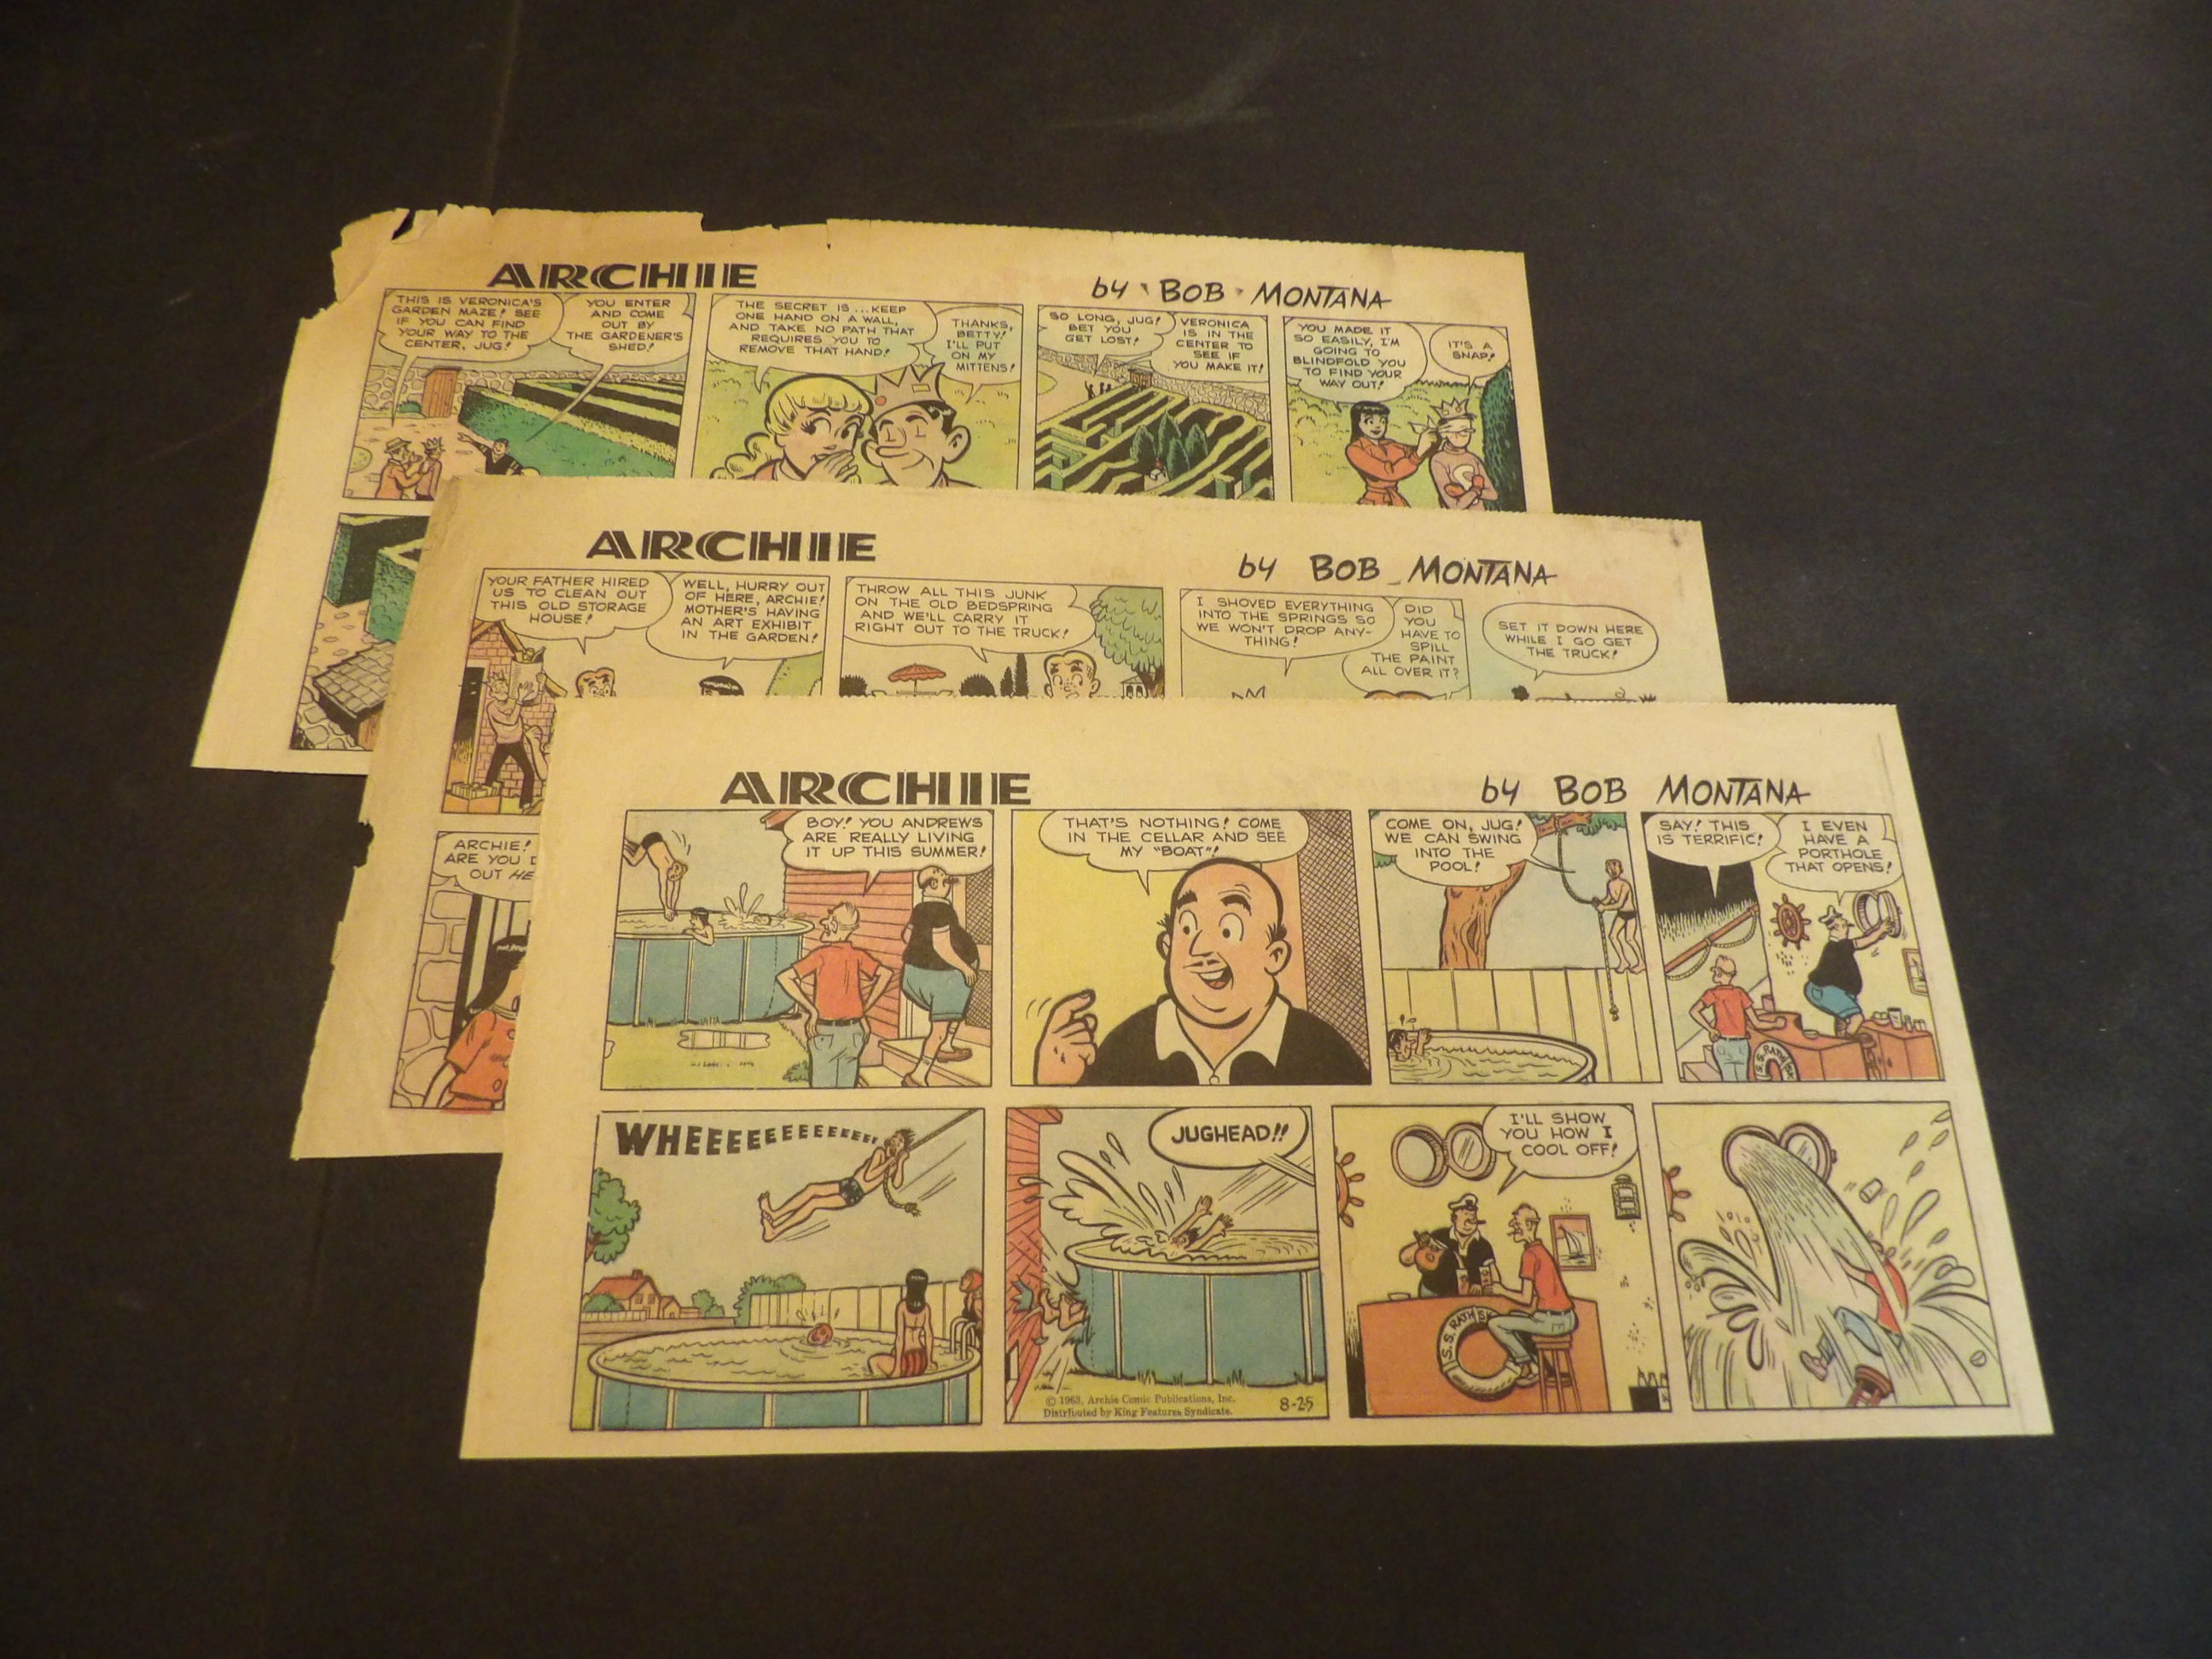 ARCHIE
by BOB MONTANA
THIS IS VERONICA'S
GARDEN MAZE! SEE
IF YOU CAN FIND
YOUR WAY TO THE
CENTER, JUG!
YOU ENTER
AND COME
OUT BY
THE GARDENER'S
SHED!
THE SECRET IS...KEEP
ONE HAND ON A WALL,
AND TAKE NO PATH THAT
REQUIRES YOU TO
REMOVE THAT HAND!
THANKS,
BETTY!
I'LL PUT
ON MY
MITTENS!
SO LONG, JUG!
BET YOU
GET LOST!
VERONICA
IS IN THE
CENTER TO
SEE IF
YOU MAKE IT!
YOU MADE IT
SO EASILY, I'M
GOING TO
BLINDFOLD YOU
TO FIND YOUR
WAY OUT!
IT'S A
SNAP!
S
ARCHIE
by BOB MONTANA
YOUR FATHER HIRED
US TO CLEAN OUT
THIS OLD STORAGE
HOUSE!
WELL, HURRY OUT
OF HERE, ARCHIE!
MOTHER'S HAVING
AN ART EXHIBIT
IN THE GARDEN!
THROW ALL THIS JUNK
ON THE OLD BEDSPRING
AND WE'LL CARRY IT
RIGHT OUT TO THE TRUCK!
I SHOVED EVERYTHING
INTO THE SPRINGS SO
WE WON'T DROP ANY-
THING!
DID
YOU
HAVE TO
SPILL
THE PAINT
ALL OVER IT?
SET IT DOWN HERE
WHILE I GO GET
THE TRUCK!
ARCHIE!
ARE YOU
OUT HE
ARCHIE
by BOB MONTANA
BOY! YOU ANDREWS
ARE REALLY LIVING
IT UP THIS SUMMER!
THAT'S NOTHING! COME
IN THE CELLAR AND SEE
MY "BOAT"!
COME ON, JUG!
WE CAN SWING
INTO THE
POOL!
SAY! THIS
IS TERRIFIC!
I EVEN
HAVE A
PORTHOLE
THAT OPENS!
WHEEEEEEEEEEEEEE!
JUGHEAD!!
© 1963, Archie Comic Publications, Inc.
Distributed by King Features Syndicate.
8-25
I'LL SHOW
YOU HOW I
COOL OFF!
S.S. RATHSK